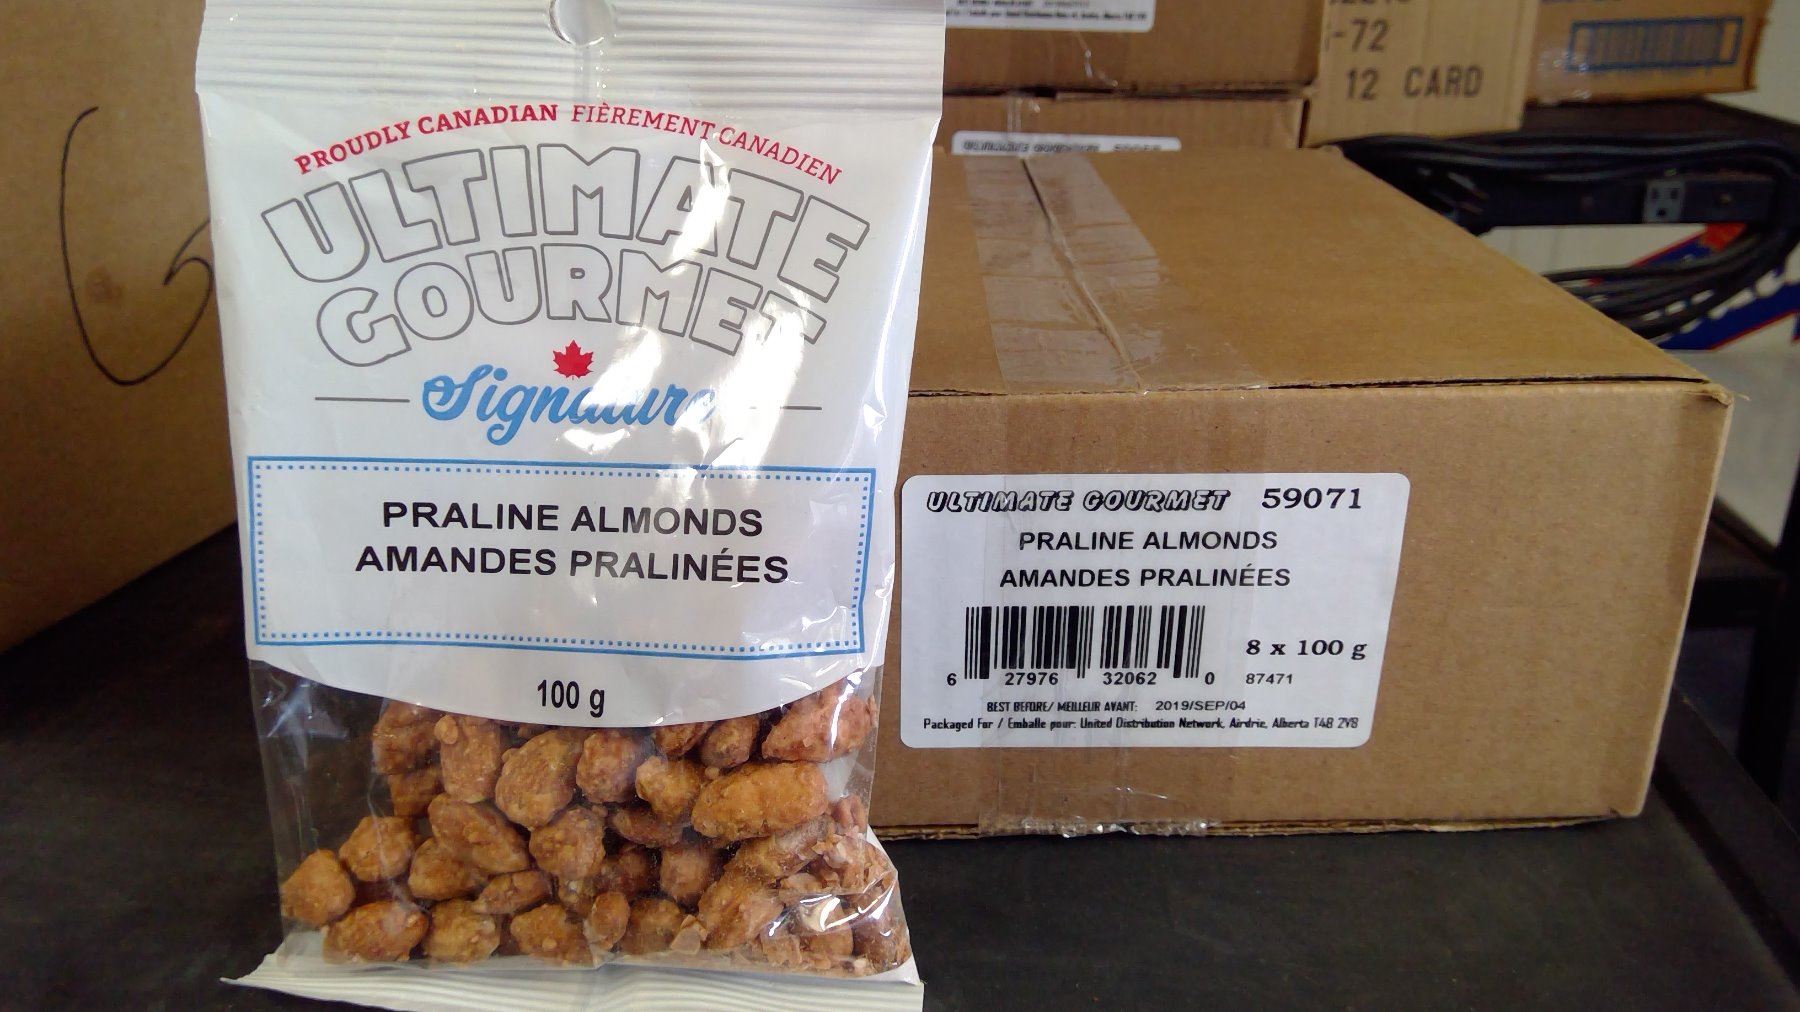 PROUDLY CANADIAN FIÈREMENT CANADIEN
ULTIMATE
GOURMET
Signature
PRALINE ALMONDS
AMANDES PRALINÉES
100 g
-72
12 CARD
ULTIMATE GOURMET 59071
PRALINE ALMONDS
AMANDES PRALINÉES
8 x 100 g
6 27976 32062 0 87471
BEST BEFORE/ MEILLEUR AVANT: 2019/SEP/04
Packaged For / Emballe pour: United Distribution Network, Airdrie, Alberta T4B 2V8